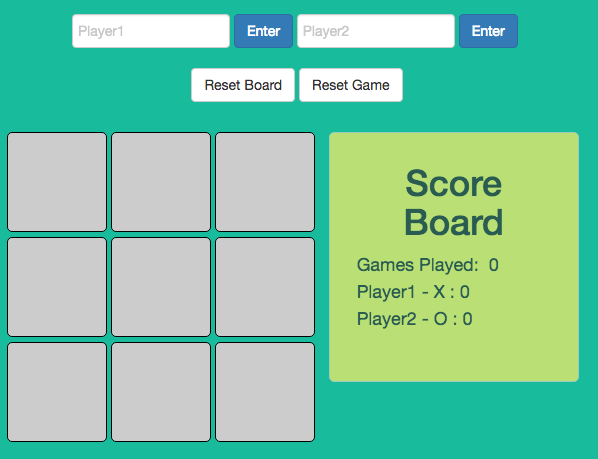 Player1 Enter Player2 Enter
Reset Board Reset Game
Score
Board
Games Played: 0
Player1 - X : 0
Player2 - O : 0